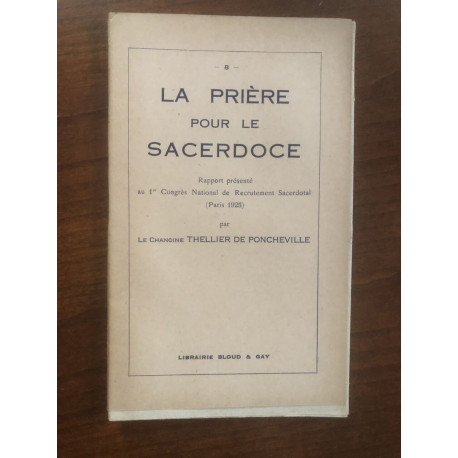 - 8 -
LA PRIÈRE
POUR LE
SACERDOCE
Rapport présenté
au 1er Congrès National de Recrutement Sacerdotal
(Paris 1925)
par
LE CHANOINE THELLIER DE PONCHEVILLE
LIBRAIRIE BLOUD & GAY